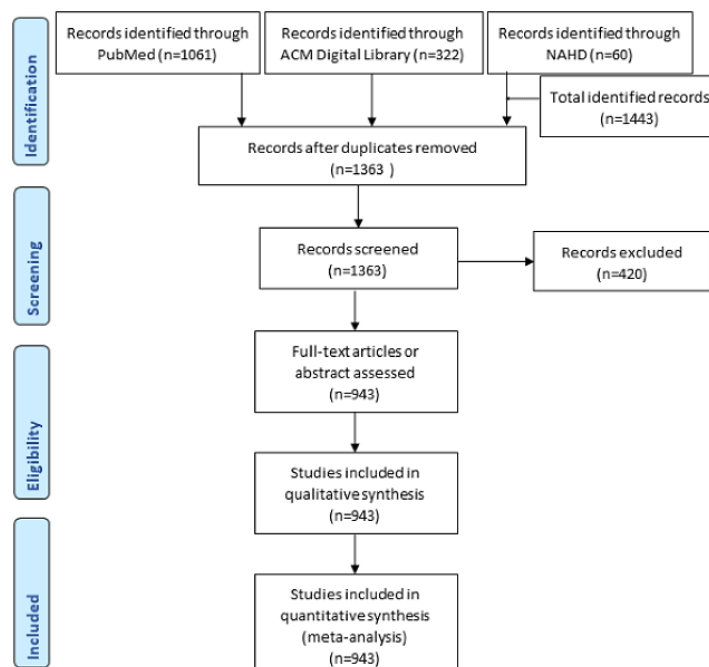 Identification
Records identified through
PubMed (n=1061)
Records identified through
ACM Digital Library (n=322)
Records identified through
NAHD (n=60)
Total identified records
(n=1443)
Records after duplicates removed
(n=1363 )
Screening
Records screened
(n=1363)
Records excluded
(n=420)
Eligibility
Full-text articles or
abstract assessed
(n=943)
Studies included in
qualitative synthesis
(n=943)
Included
Studies included in
quantitative synthesis
(meta-analysis)
(n=943)